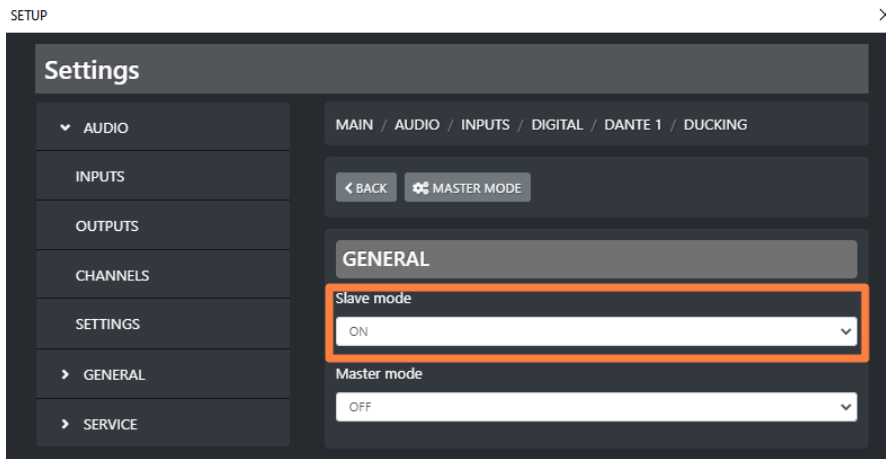 SETUP
Settings
AUDIO
INPUTS
OUTPUTS
CHANNELS
SETTINGS
GENERAL
SERVICE
MAIN / AUDIO / INPUTS / DIGITAL / DANTE 1 / DUCKING
BACK MASTER MODE
GENERAL
Slave mode
ON
Master mode
OFF